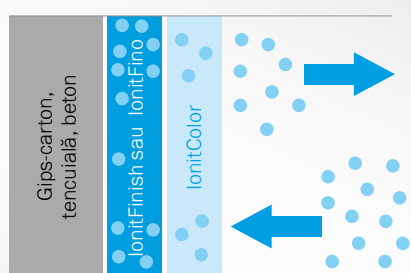 Gips-carton,
tencuială, beton
IonitFinish sau IonitFino
IonitColor